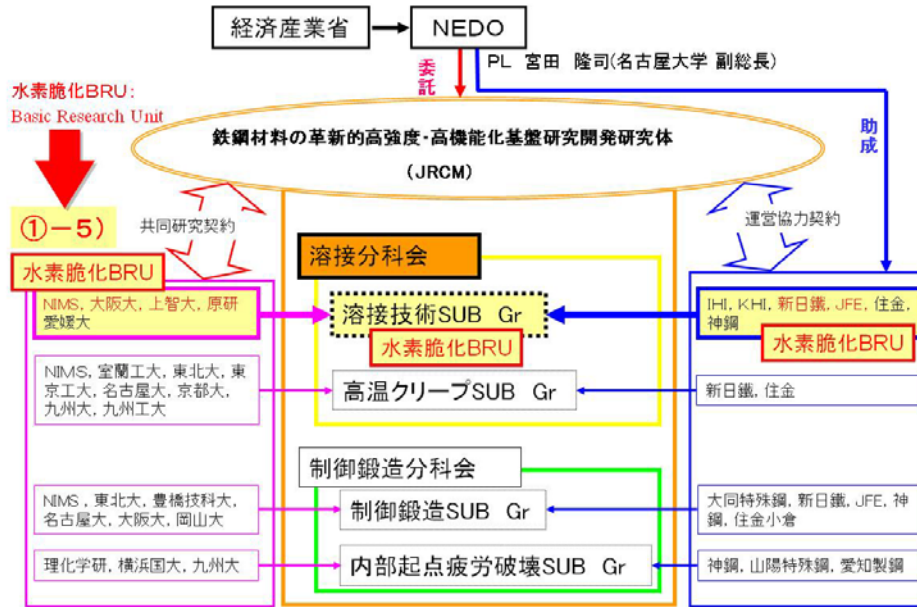 経済産業省
NEDO
PL 宮田 隆司(名古屋大学 副総長)
委託
助成
水素脆化BRU:
Basic Research Unit
鉄鋼材料の革新的高強度・高機能化基盤研究開発研究体
(JRCM)
①-5)
共同研究契約
運営協力契約
溶接分科会
水素脆化BRU
NIMS, 大阪大, 上智大, 原研
愛媛大
溶接技術SUB Gr
水素脆化BRU
IHI, KHI, 新日鐵, JFE, 住金,
神鋼
水素脆化BRU
NIMS, 室蘭工大, 東北大, 東
京工大, 名古屋大, 京都大,
九州大, 九州工大
高温クリープSUB Gr
新日鐵, 住金
制御鍛造分科会
NIMS , 東北大, 豊橋技科大,
名古屋大, 大阪大, 岡山大
制御鍛造SUB Gr
大同特殊鋼, 新日鐵, JFE, 神
鋼, 住金小倉
理化学研, 横浜国大, 九州大
内部起点疲労破壊SUB Gr
神鋼, 山陽特殊鋼, 愛知製鋼